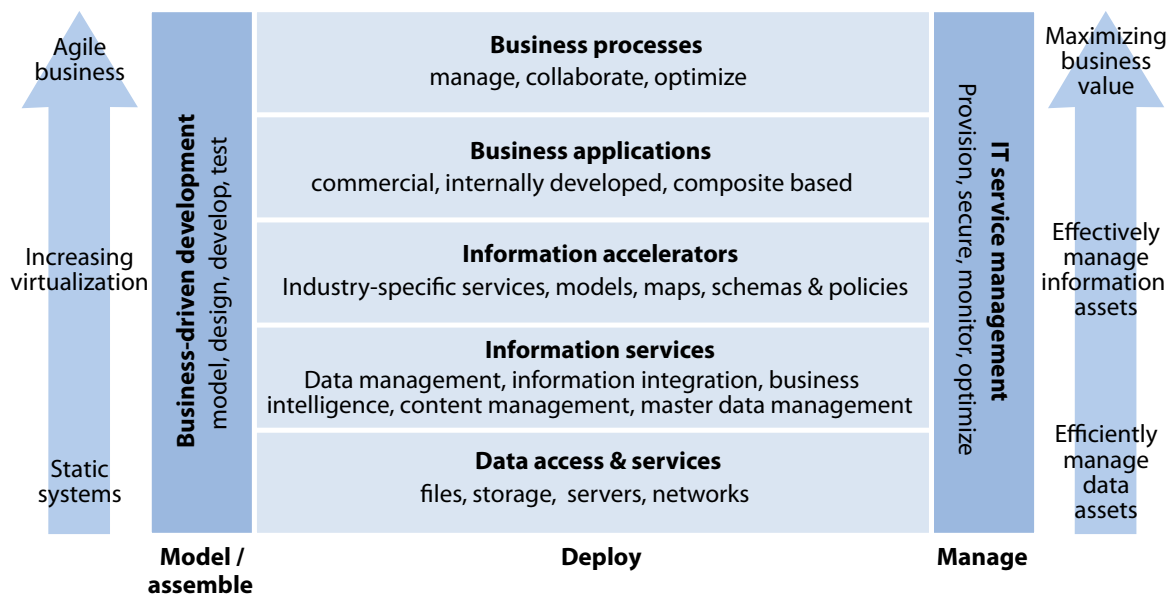 Agile
business
Increasing
virtualization
Static
systems
Business-driven development
model, design, develop, test
Business processes
manage, collaborate, optimize
Business applications
commercial, internally developed, composite based
Information accelerators
Industry-specific services, models, maps, schemas & policies
Information services
Data management, information integration, business
intelligence, content management, master data management
Data access & services
files, storage, servers, networks
IT service management
Provision, secure, monitor, optimize
Maximizing
business
value
Effectively
manage
information
assets
Efficiently
manage
data
assets
Model /
assemble
Deploy
Manage